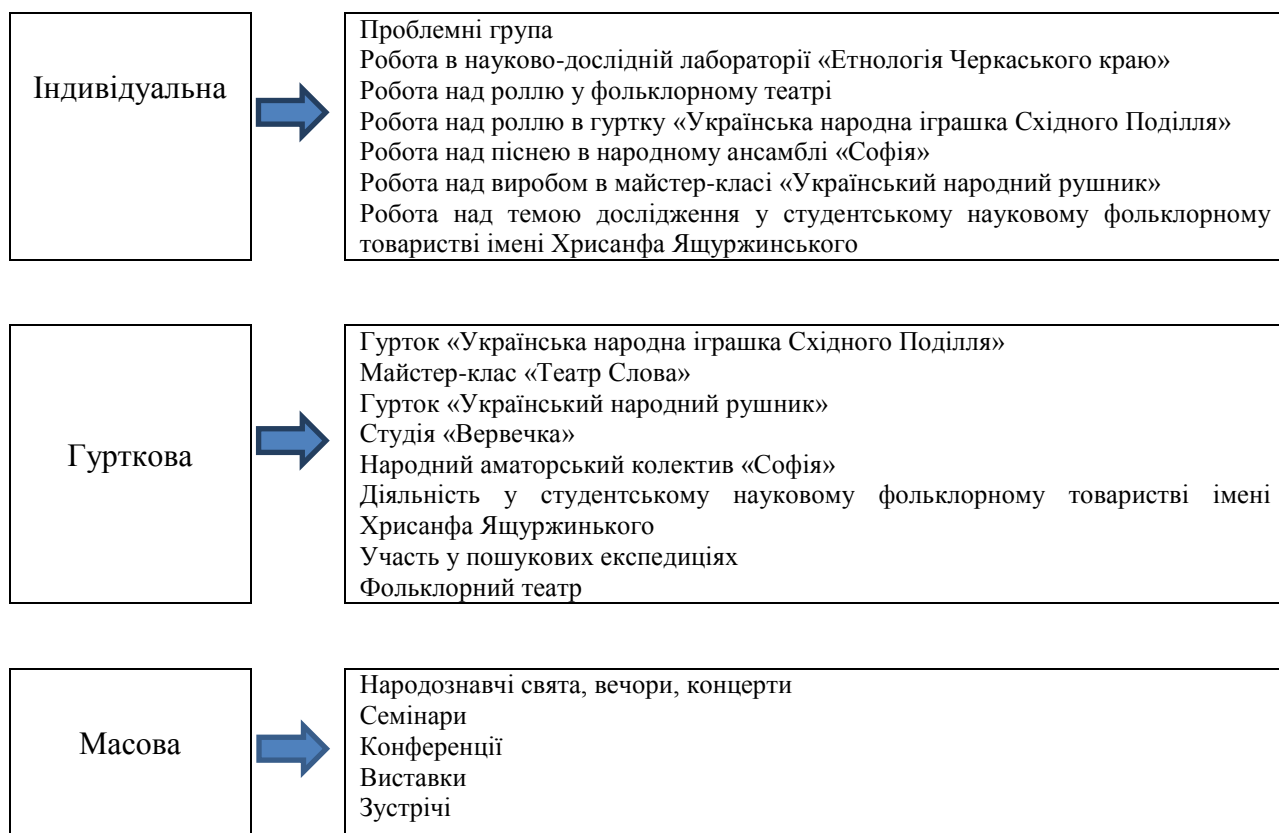 Індивідуальна
Проблемні група
Робота в науково-дослідній лабораторії «Етнологія Черкаського краю»
Робота над роллю у фольклорному театрі
Робота над роллю в гуртку «Українська народна іграшка Східного Поділля»
Робота над піснею в народному ансамблі «Софія»
Робота над виробом в майстер-класі «Український народний рушник»
Робота над темою дослідження у студентському науковому фольклорному
товаристві імені Хрисанфа Ящуржинського
Гурткова
Гурток «Українська народна іграшка Східного Поділля»
Майстер-клас «Театр Слова»
Гурток «Український народний рушник»
Студія «Вервечка»
Народний аматорський колектив «Софія»
Діяльність у студентському науковому фольклорному товаристві імені
Хрисанфа Ящуржинького
Участь у пошукових експедиціях
Фольклорний театр
Масова
Народознавчі свята, вечори, концерти
Семінари
Конференції
Виставки
Зустрічі